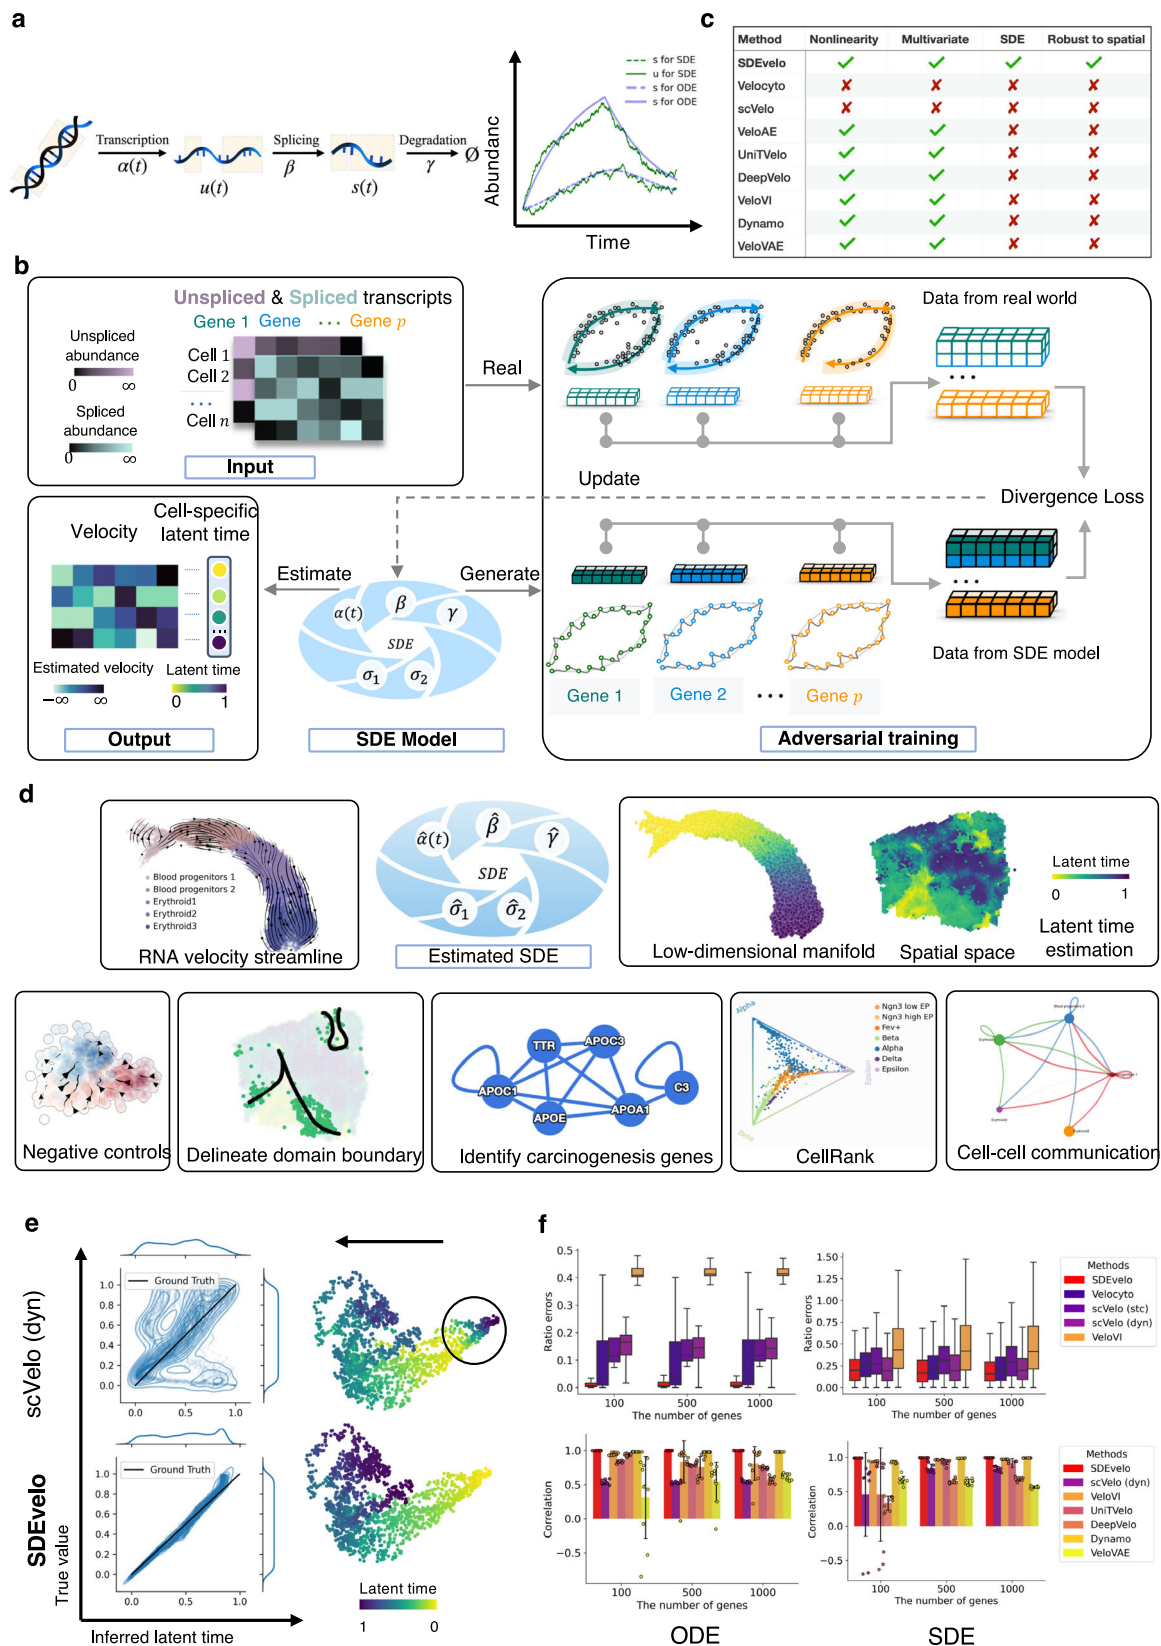 a
Transcription
α(t)
u(t)
Splicing
β
s(t)
Degradation
γ
Ø
Abundanc
Time
s for SDE
u for SDE
s for ODE
s for ODE
c
Method Nonlinearity Multivariate SDE Robust to spatial
SDEvelo ✓ ✓ ✓ ✓
Velocyto ✘ ✘ ✘ ✘
scVelo ✘ ✘ ✘ ✘
VeloAE ✓ ✓ ✘ ✘
UniTVelo ✓ ✓ ✘ ✘
DeepVelo ✓ ✓ ✘ ✘
VeloVI ✓ ✓ ✘ ✘
Dynamo ✓ ✓ ✘ ✘
VeloVAE ✓ ✓ ✘ ✘
b
Unspliced & Spliced transcripts
Gene 1 Gene ··· Gene p
Unspliced abundance
0 ∞
Spliced abundance
0 ∞
Cell 1
Cell 2
···
Cell n
Input
Real
Data from real world
···
Update
Divergence Loss
Velocity
Cell-specific latent time
Estimated velocity
−∞ ∞
Latent time
0 1
Output
Estimate
Generate
α(t)
β
γ
SDE
σ1
σ2
SDE Model
···
Data from SDE model
Gene 1 Gene 2 ··· Gene p
Adversarial training
d
Blood progenitors 1
Blood progenitors 2
Erythroid1
Erythroid2
Erythroid3
RNA velocity streamline
α̂(t)
β̂
γ̂
SDE
σ̂1
σ̂2
Estimated SDE
Low-dimensional manifold
Spatial space
Latent time
0 1
Latent time estimation
Negative controls
Delineate domain boundary
TTR
APOC3
APOC1
C3
APOE
APOA1
Identify carcinogenesis genes
Alpha
Beta
Epsilon
Ngn3 low EP
Ngn3 high EP
Fev+
Beta
Alpha
Delta
Epsilon
CellRank
Blood progenitors 2
Cell-cell communication
e
scVelo (dyn)
Ground Truth
1.0
0.8
0.6
0.4
0.2
0.0
0.0 0.5 1.0
SDEvelo
True value
Ground Truth
1.0
0.8
0.6
0.4
0.2
0.0
0.0 0.5 1.0
Inferred latent time
Latent time
1 0
f
Ratio errors
0.5
0.4
0.3
0.2
0.1
0.0
100 500 1000
The number of genes
Ratio errors
1.50
1.25
1.00
0.75
0.50
0.25
0.00
100 500 1000
The number of genes
Methods
SDEvelo
Velocyto
scVelo (stc)
scVelo (dyn)
VeloVI
Correlation
1.0
0.5
0.0
−0.5
100 500 1000
The number of genes
ODE
Correlation
1.0
0.5
0.0
−0.5
100 500 1000
The number of genes
SDE
Methods
SDEvelo
scVelo (dyn)
VeloVI
UniTVelo
DeepVelo
Dynamo
VeloVAE